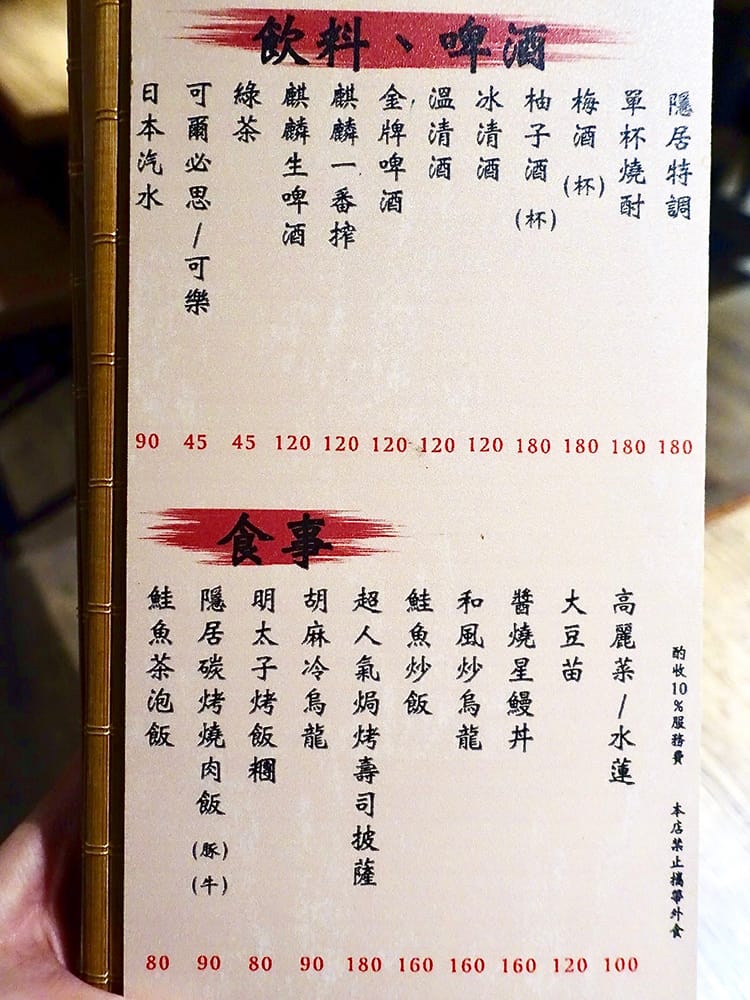 飲料、啤酒
隱居特調
單杯燒酎
梅酒(杯)
柚子酒(杯)
冰清酒
溫清酒
金牌啤酒
麒麟一番搾
麒麟生啤酒
綠茶
可爾必思/可樂
日本汽水
90 45 45 120 120 120 120 120 180 180 180 180
食事
高麗菜/水蓮
大豆苗
醬燒星鰻丼
和風炒烏龍
鮭魚炒飯
超人氣焗烤壽司披薩
胡麻冷烏龍
明太子烤飯糰
隱居碳烤燒肉飯(豚)(牛)
鮭魚茶泡飯
80 90 80 90 180 160 160 160 120 100
酌收10%服務費 本店禁止攜帶外食